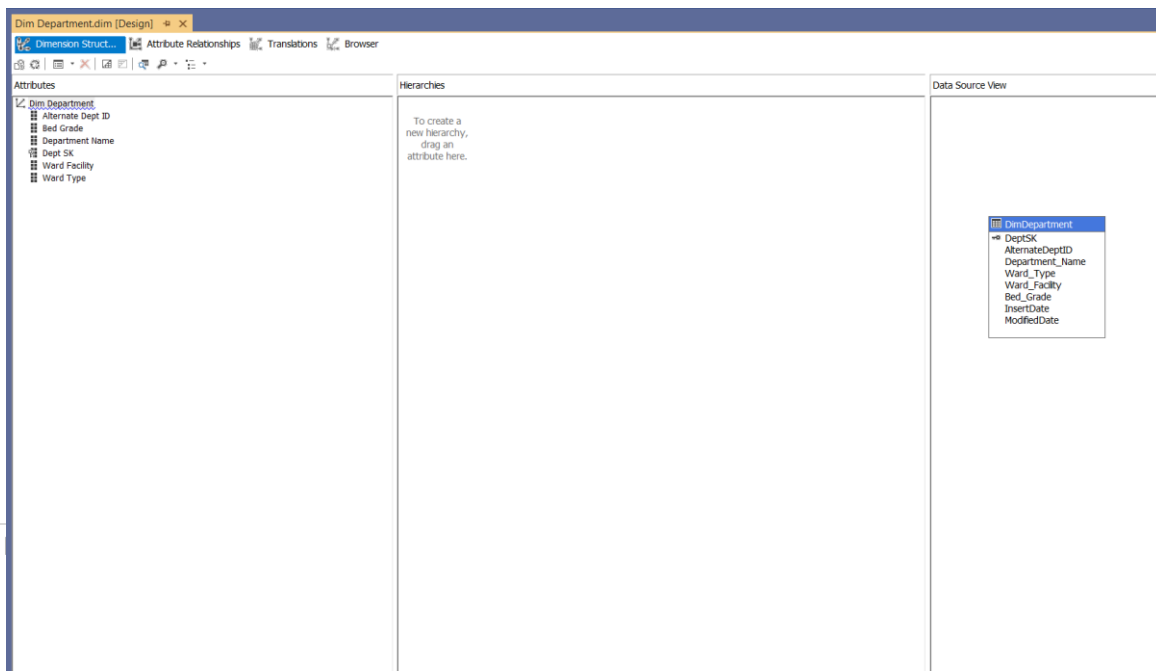 Dim Department.dim [Design]
Dimension Struct... Attribute Relationships Translations Browser
Attributes
Dim Department
Alternate Dept ID
Bed Grade
Department Name
Dept SK
Ward Facility
Ward Type
Hierarchies
To create a
new hierarchy,
drag an
attribute here.
Data Source View
DimDepartment
DeptSK
AlternateDeptID
Department_Name
Ward_Type
Ward_Facility
Bed_Grade
InsertDate
ModifiedDate